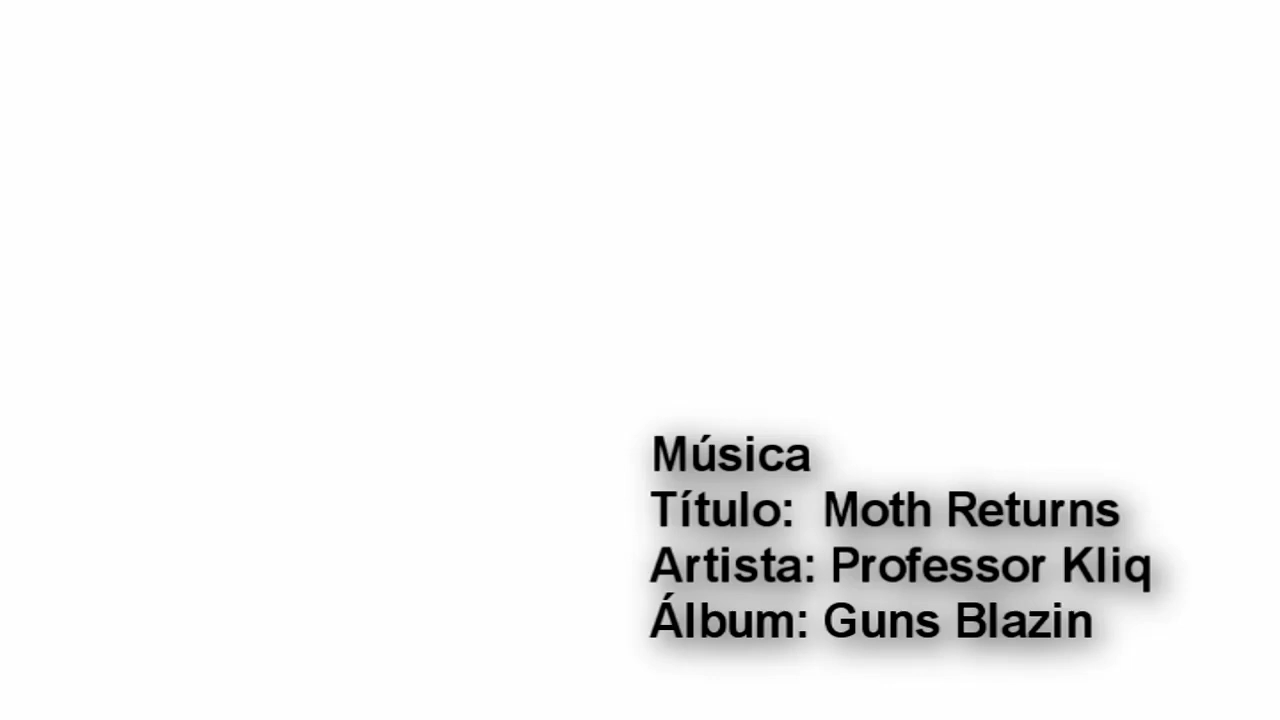 Música
Título: Moth Returns
Artista: Professor Kliq
Álbum: Guns Blazin